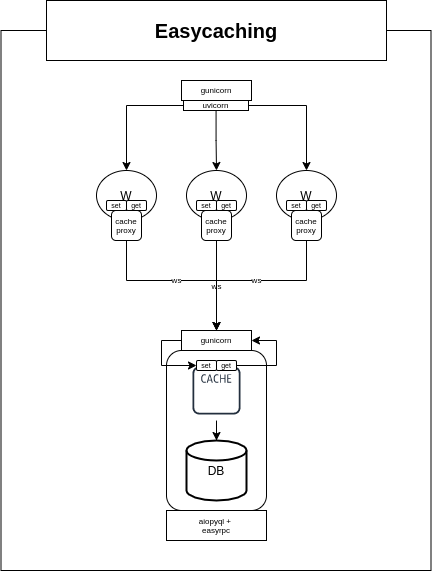 Easycaching
gunicorn
uvicorn
W W W
set get set get set get
cache
proxy
cache
proxy
cache
proxy
ws ws ws
gunicorn
set get
CACHE
DB
aiopyql +
easyrpc